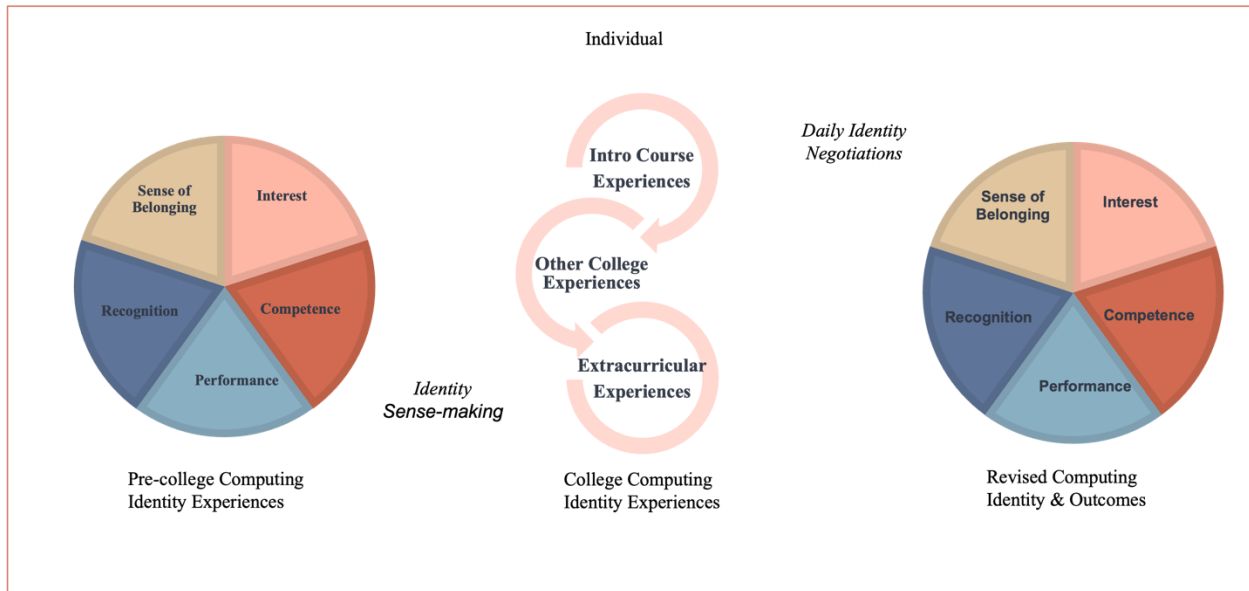 Individual
Sense of
Belonging
Interest
Recognition
Competence
Performance
Pre-college Computing
Identity Experiences
Identity
Sense-making
Intro Course
Experiences
Other College
Experiences
Extracurricular
Experiences
College Computing
Identity Experiences
Daily Identity
Negotiations
Sense of
Belonging
Interest
Recognition
Competence
Performance
Revised Computing
Identity & Outcomes